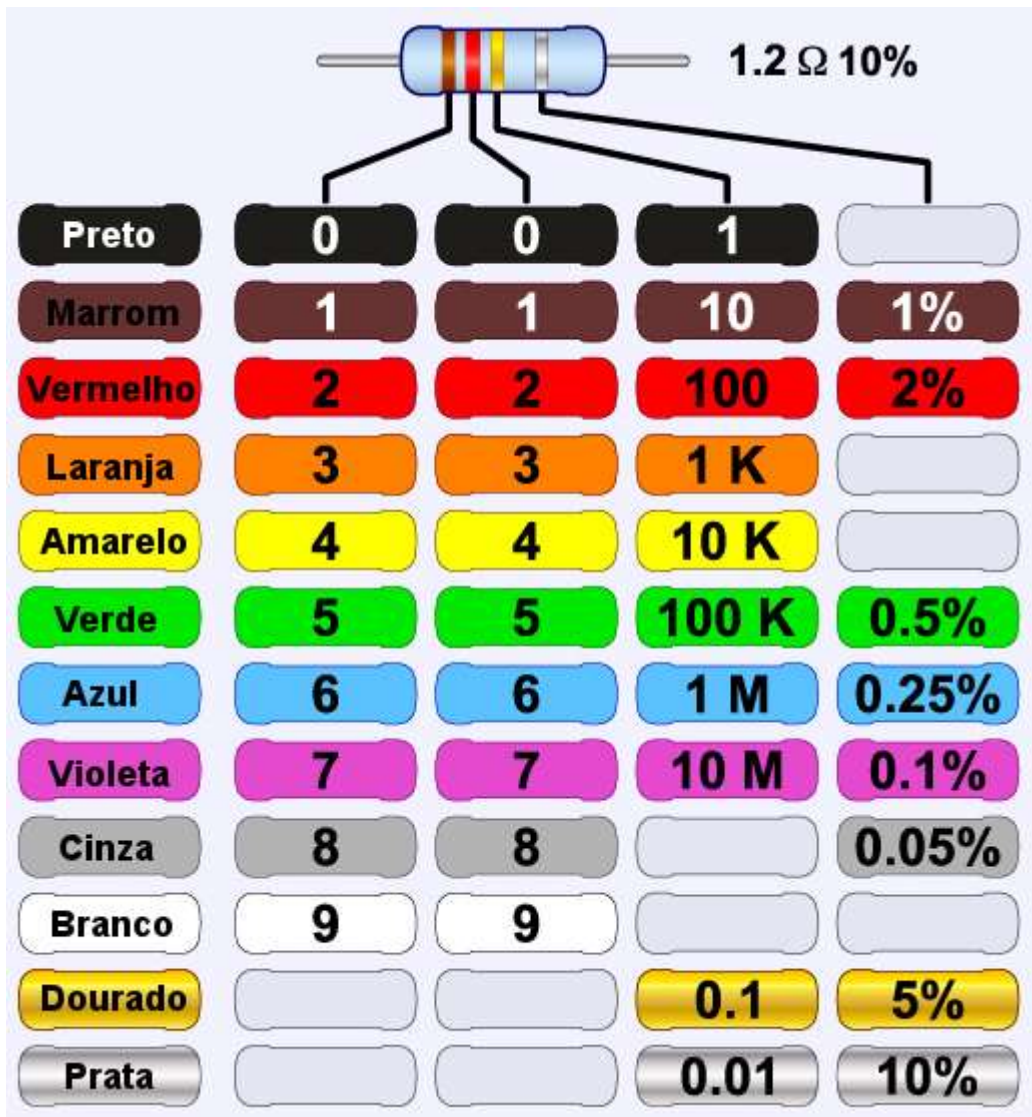 1.2 Ω 10%
Preto 0 0 1
Marrom 1 1 10 1%
Vermelho 2 2 100 2%
Laranja 3 3 1 K
Amarelo 4 4 10 K
Verde 5 5 100 K 0.5%
Azul 6 6 1 M 0.25%
Violeta 7 7 10 M 0.1%
Cinza 8 8 0.05%
Branco 9 9
Dourado 0.1 5%
Prata 0.01 10%